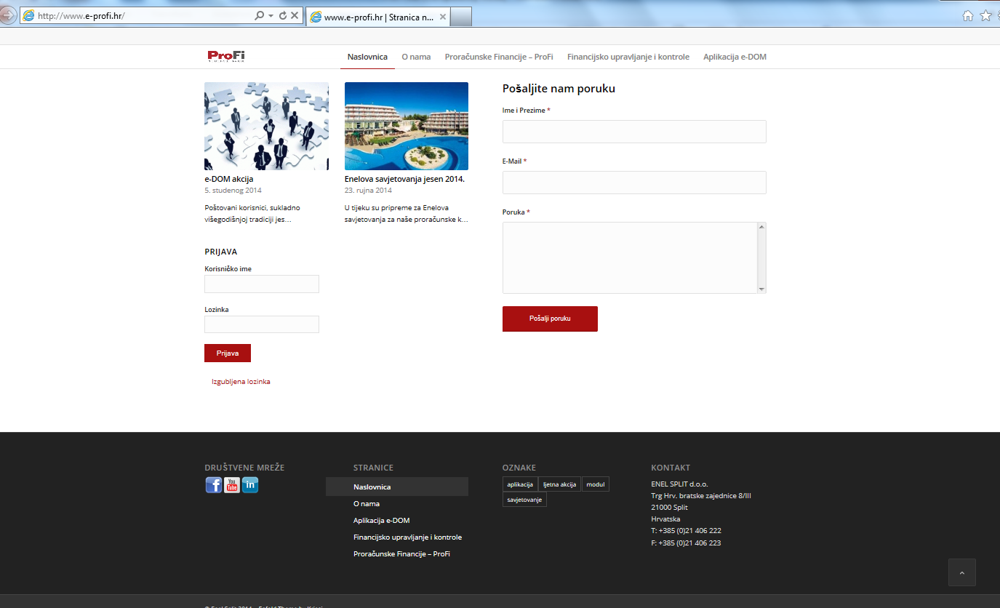 http://www.e-profi.hr/
www.e-profi.hr | Stranica n...
ProFi
Naslovnica
O nama
Proračunske Financije – ProFi
Financijsko upravljanje i kontrole
Aplikacija e-DOM
e-DOM akcija
5. studenog 2014
Poštovani korisnici, sukladno
višegodišnjoj tradiciji jes...
Enelova savjetovanja jesen 2014.
23. rujna 2014
U tijeku su pripreme za Enelova
savjetovanja za naše proračunske k...
PRIJAVA
Korisničko ime
Lozinka
Prijava
Izgubljena lozinka
Pošaljite nam poruku
Ime i Prezime *
E-Mail *
Poruka *
Pošalji poruku
DRUŠTVENE MREŽE
You
Tube
in
STRANICE
Naslovnica
O nama
Aplikacija e-DOM
Financijsko upravljanje i kontrole
Proračunske Financije – ProFi
OZNAKE
aplikacija
ljetna akcija
modul
savjetovanje
KONTAKT
ENEL SPLIT d.o.o.
Trg Hrv. bratske zajednice 8/III
21000 Split
Hrvatska
T: +385 (0)21 406 222
F: +385 (0)21 406 223